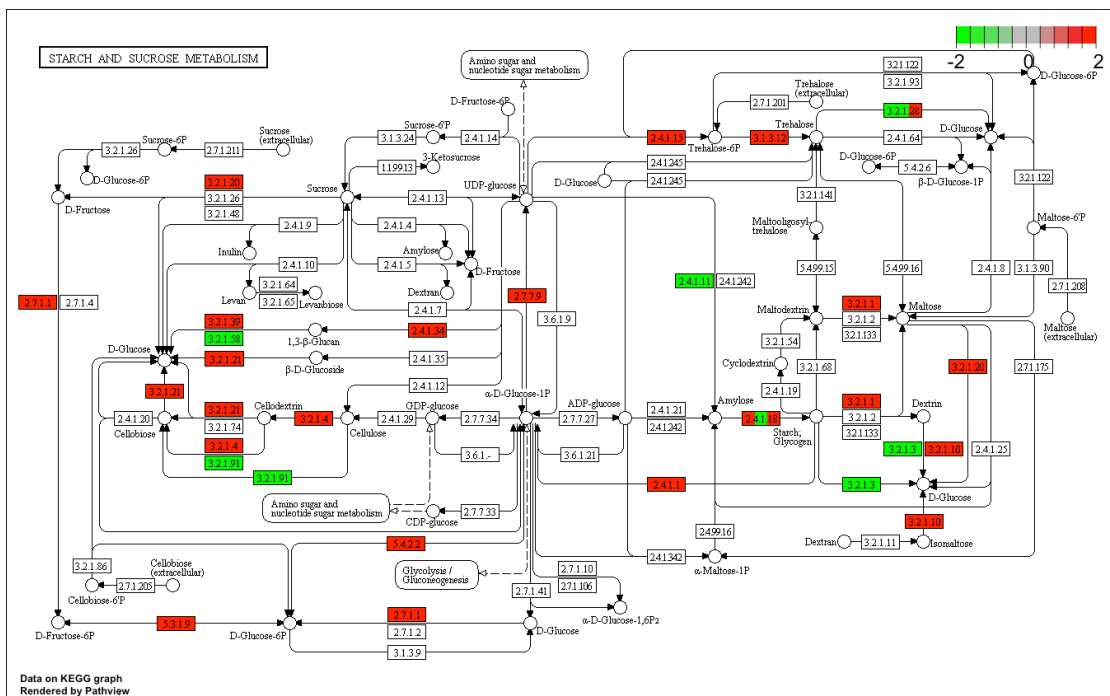 STARCH AND SUCROSE METABOLISM
-2 0 2
Amino sugar and
nucleotide sugar metabolism
D-Fructose-6P
3.2.1.122
3.2.1.93
D-Glucose-6P
Trehalose
(extracellular)
2.7.1.201
3.2.1.28
Sucrose-6P
3.2.1.26
2.7.1.211
Sucrose
(extracellular)
3.1.3.24
Sucrose-6'P
2.4.1.14
2.4.1.15
Trehalose-6P
3.1.3.12
Trehalose
2.4.1.64
D-Glucose
D-Glucose-6P
1.1.99.13
3-Ketosucrose
2.4.1.245
D-Glucose
2.4.1.245
D-Glucose-6P
5.4.2.6
β-D-Glucose-1P
3.2.1.122
D-Fructose
3.2.1.20
3.2.1.26
3.2.1.48
Sucrose
2.4.1.13
UDP-glucose
3.2.1.141
Maltooligosyl-
trehalose
Maltose-6'P
2.4.1.9
Inulin
2.4.1.4
Amylose
2.4.1.10
Levan
3.2.1.64
3.2.1.65
Levanbiose
2.4.1.5
Dextran
D-Fructose
2.4.1.7
2.7.1.1
2.7.1.4
2.7.7.9
3.6.1.9
2.4.1.11
2.4.1.242
5.4.99.15
5.4.99.16
2.4.1.8
3.1.3.90
2.7.1.208
Maltose
(extracellular)
3.2.1.39
3.2.1.58
1,3-β-Glucan
2.4.1.34
Maltodextrin
3.2.1.1
3.2.1.2
3.2.1.133
Maltose
D-Glucose
3.2.1.21
β-D-Glucoside
2.4.1.35
3.2.1.54
Cyclodextrin
3.2.1.68
3.2.1.20
2.7.1.175
3.2.1.21
2.4.1.12
α-D-Glucose-1P
2.4.1.19
2.4.1.20
Cellobiose
3.2.1.21
3.2.1.74
Cellodextrin
3.2.1.4
Cellulose
2.4.1.29
GDP-glucose
2.7.7.34
2.7.7.27
ADP-glucose
2.4.1.21
2.4.1.242
Amylose
2.4.1.18
Starch;
Glycogen
3.2.1.1
3.2.1.2
3.2.1.133
Dextrin
3.2.1.4
3.2.1.91
3.2.1.91
3.6.1.-
3.6.1.21
3.2.1.3
3.2.1.10
2.4.1.25
2.4.1.1
3.2.1.3
D-Glucose
Amino sugar and
nucleotide sugar metabolism
CDP-glucose
2.7.7.33
3.2.1.10
Dextran
3.2.1.11
Isomaltose
2.4.99.16
5.4.2.2
2.4.1.342
α-Maltose-1P
3.2.1.86
Cellobiose
(extracellular)
2.7.1.205
Cellobiose-6'P
Glycolysis /
Gluconeogenesis
2.7.1.10
2.7.1.106
2.7.1.41
α-D-Glucose-1,6P2
D-Fructose-6P
5.3.1.9
D-Glucose-6P
2.7.1.1
2.7.1.2
D-Glucose
3.1.3.9
Data on KEGG graph
Rendered by Pathview